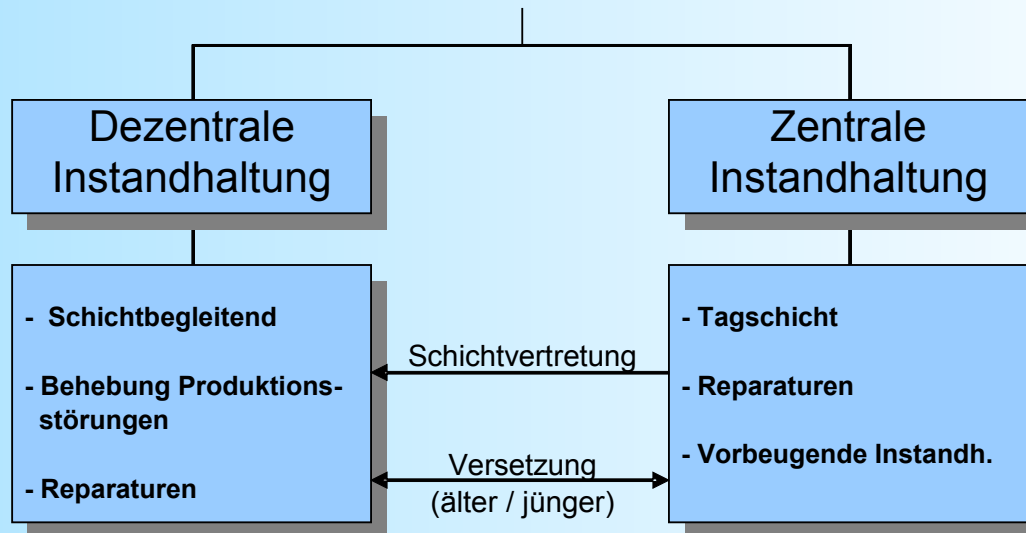 Dezentrale
Instandhaltung
Zentrale
Instandhaltung
- Schichtbegleitend
- Behebung Produktions-
störungen
- Reparaturen
Schichtvertretung
Versetzung
(älter / jünger)
- Tagschicht
- Reparaturen
- Vorbeugende Instandh.